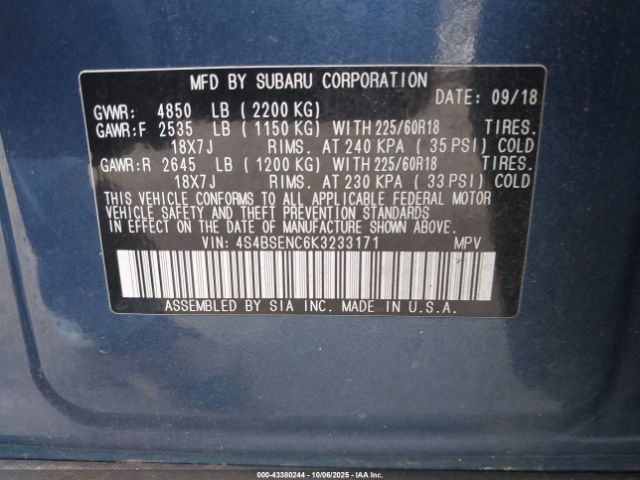 MFD BY SUBARU CORPORATION
DATE: 09/18
GVWR: 4850 LB (2200 KG)
GAWR:F 2535 LB (1150 KG) WITH 225/60R18 TIRES.
18X7J RIMS. AT 240 KPA (35 PSI) COLD
GAWR:R 2645 LB (1200 KG) WITH 225/60R18 TIRES.
18X7J RIMS. AT 230 KPA (33 PSI) COLD
THIS VEHICLE CONFORMS TO ALL APPLICABLE FEDERAL MOTOR
VEHICLE SAFETY AND THEFT PREVENTION STANDARDS
IN EFFECT ON THE DATE OF MANUFACTURE SHOWN ABOVE.
VIN: 4S4BSENC6K3233171 MPV
ASSEMBLED BY SIA INC. MADE IN U.S.A.
000-43380244 - 10/06/2025 - IAA Inc.